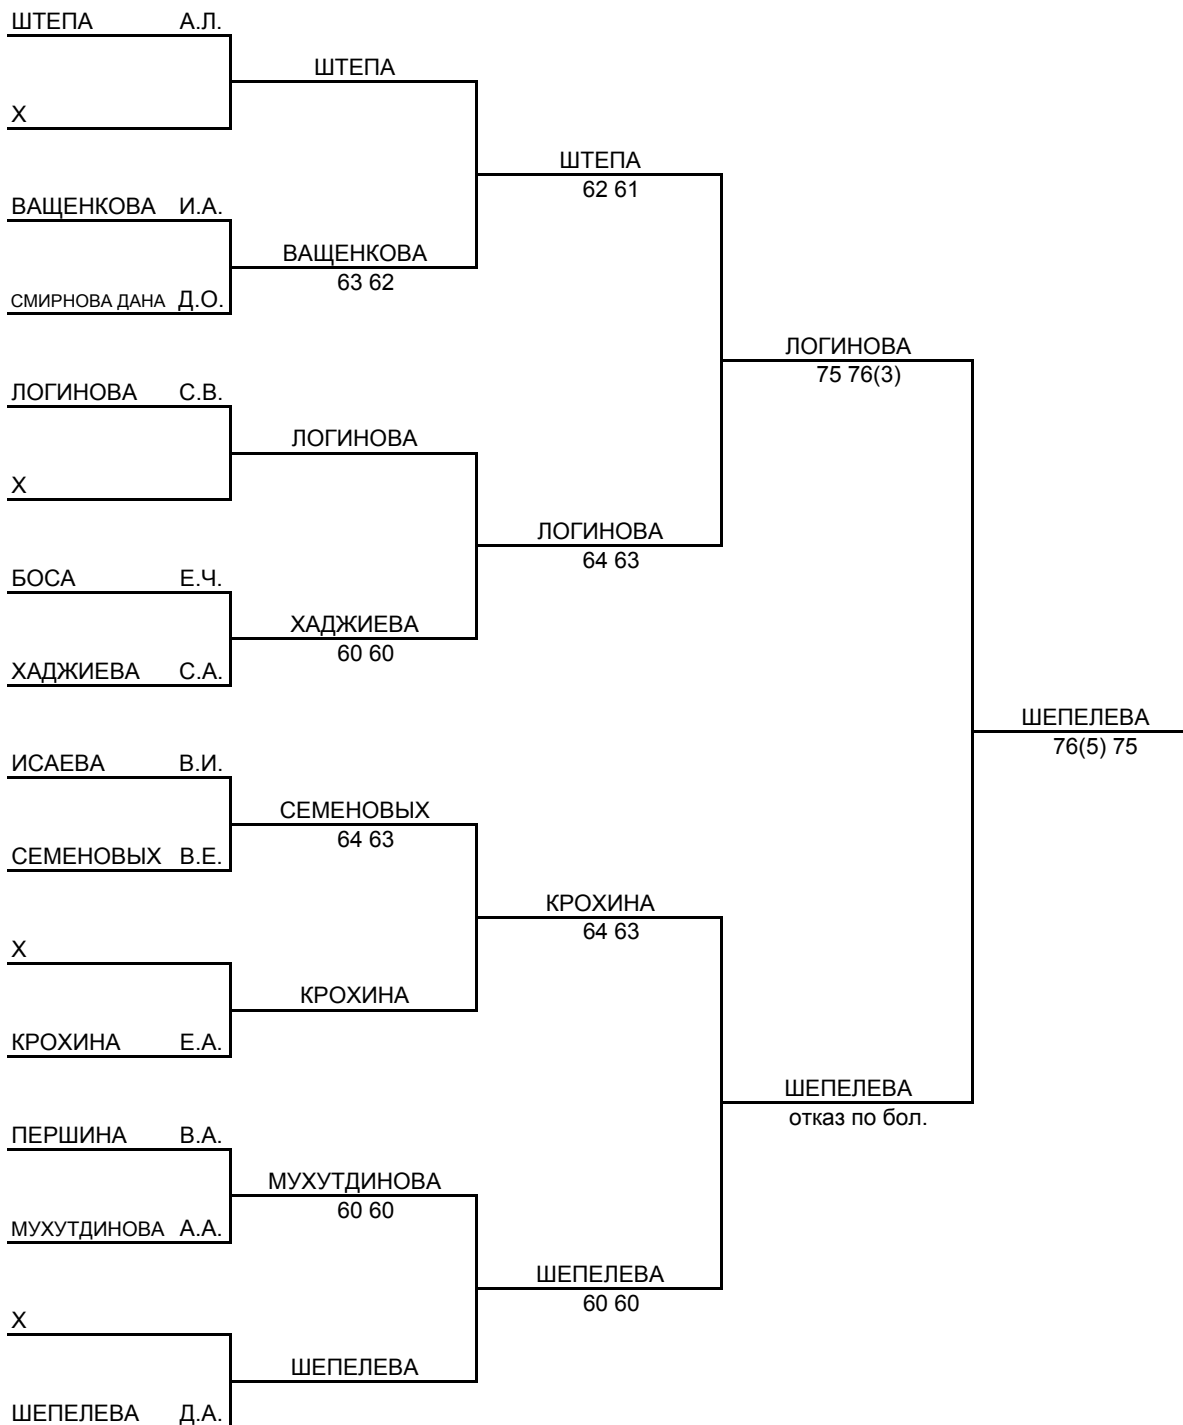 ШТЕПА А.Л.
ШТЕПА
Х
ШТЕПА
62 61
ВАЩЕНКОВА И.А.
ВАЩЕНКОВА
63 62
СМИРНОВА ДАНА Д.О.
ЛОГИНОВА
75 76(3)
ЛОГИНОВА С.В.
ЛОГИНОВА
Х
ЛОГИНОВА
64 63
БОСА Е.Ч.
ХАДЖИЕВА
60 60
ХАДЖИЕВА С.А.
ШЕПЕЛЕВА
76(5) 75
ИСАЕВА В.И.
СЕМЕНОВЫХ
64 63
СЕМЕНОВЫХ В.Е.
КРОХИНА
64 63
Х
КРОХИНА
КРОХИНА Е.А.
ШЕПЕЛЕВА
отказ по бол.
ПЕРШИНА В.А.
МУХУТДИНОВА
60 60
МУХУТДИНОВА А.А.
ШЕПЕЛЕВА
60 60
Х
ШЕПЕЛЕВА
ШЕПЕЛЕВА Д.А.